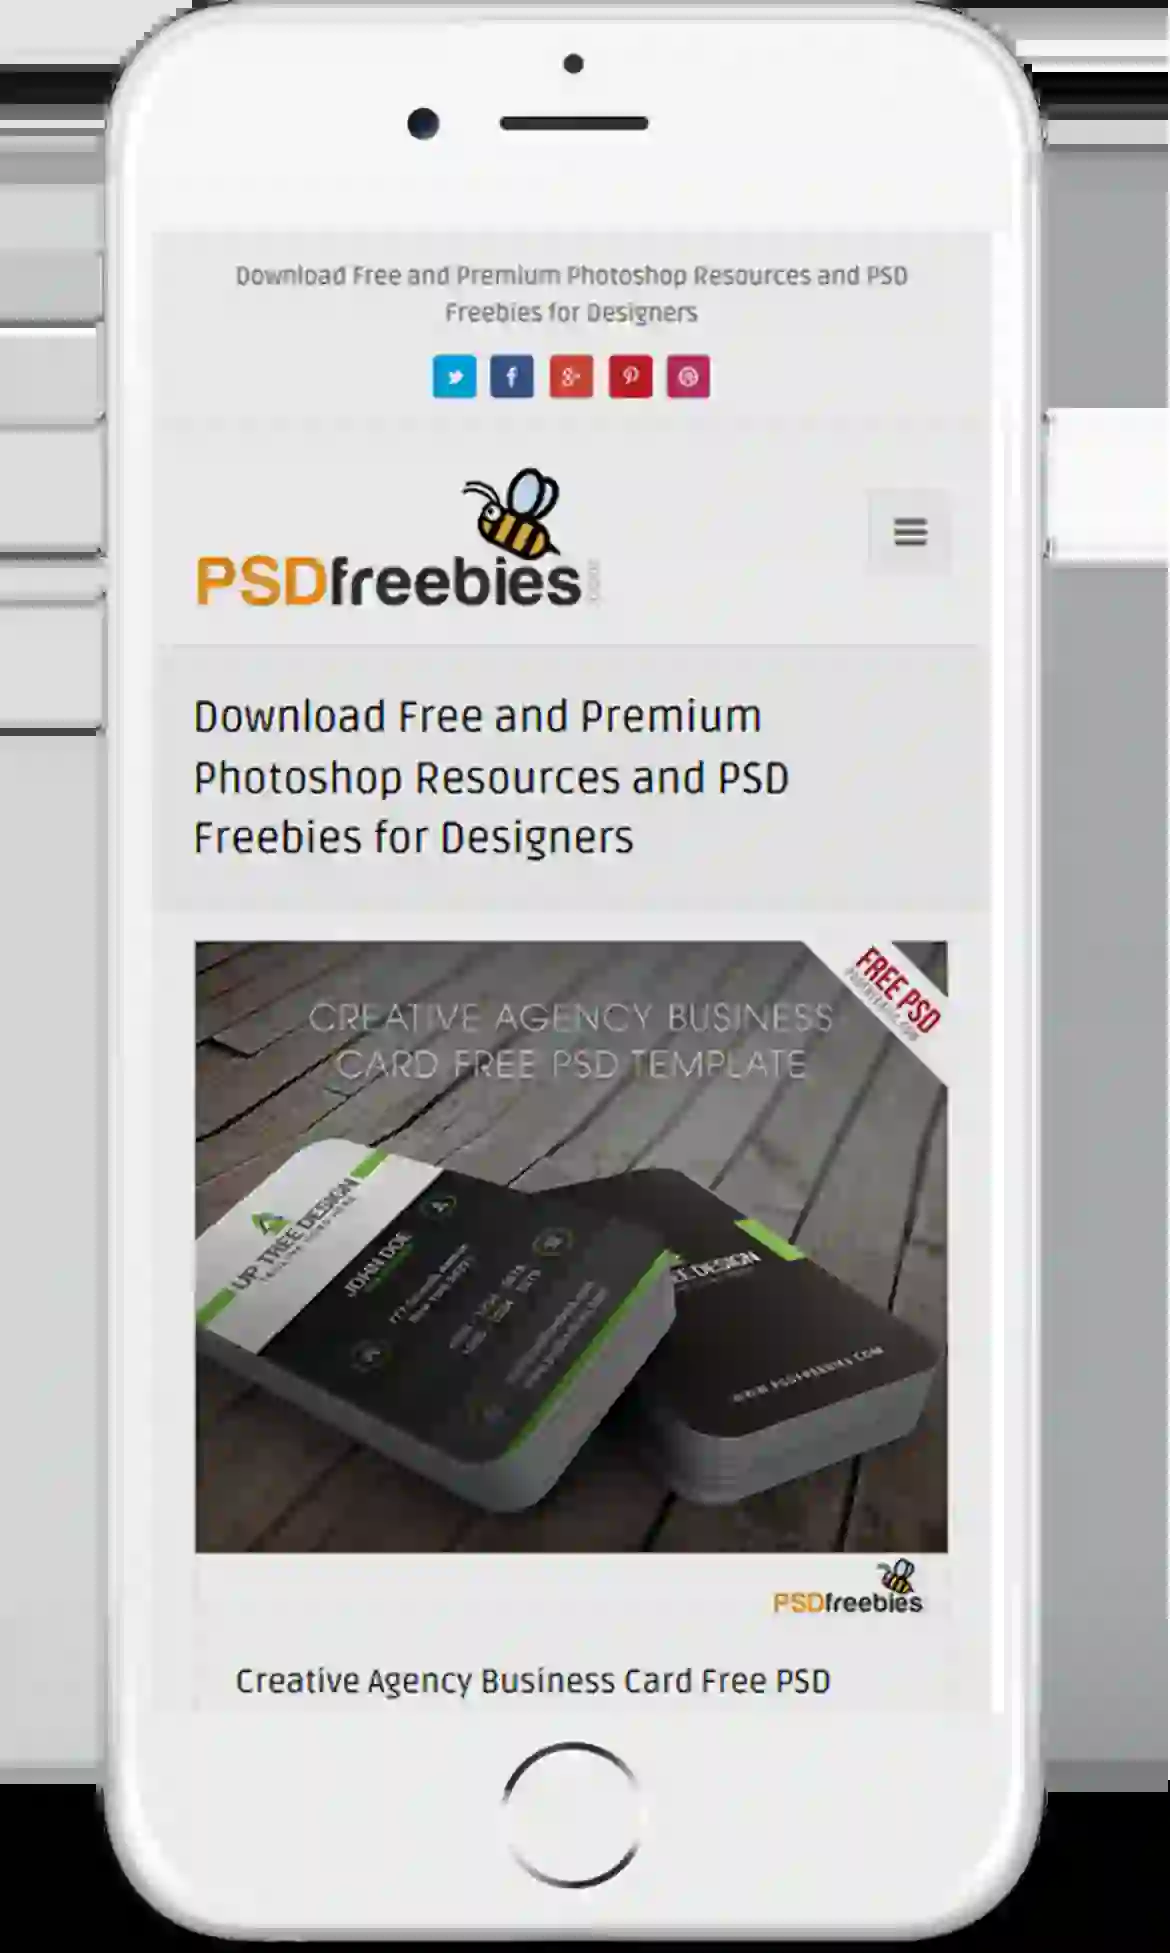 Download Free and Premium Photoshop Resources and PSD
Freebies for Designers
PSDfreebies
Download Free and Premium
Photoshop Resources and PSD
Freebies for Designers
FREE PSD
CREATIVE AGENCY BUSINESS
CARD FREE PSD TEMPLATE
UP TREE DESIGN
JOHN DOE
DESIGN
WWW.PSDFREEBIES.COM
PSDfreebies
Creative Agency Business Card Free PSD